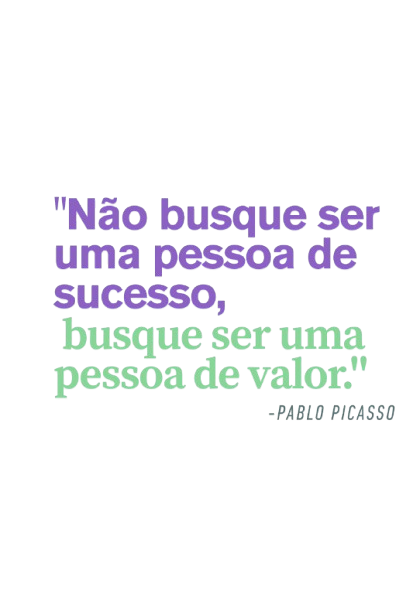 "Não busque ser
uma pessoa de
sucesso,
busque ser uma
pessoa de valor."
-PABLO PICASSO